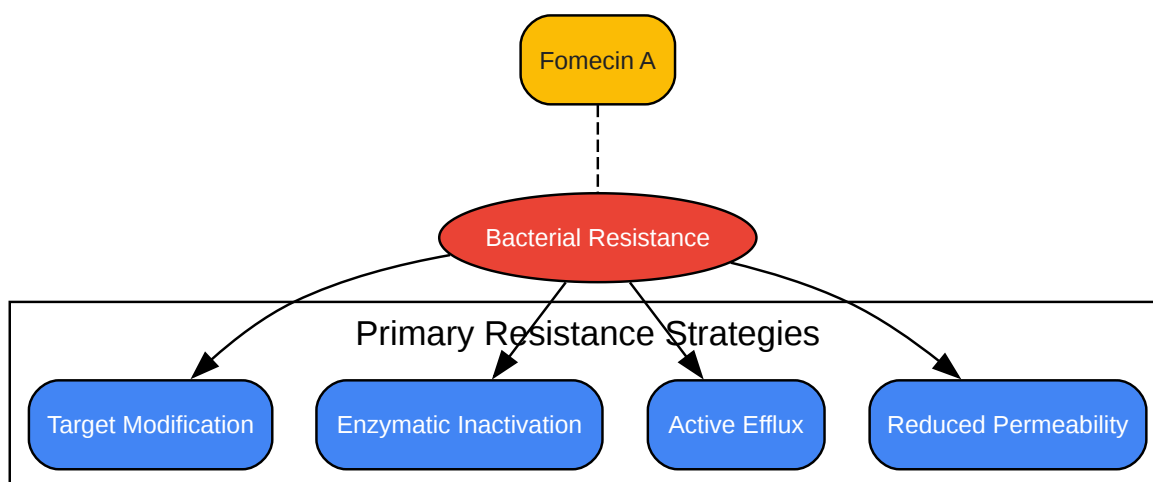 Fomecin A
Bacterial Resistance
Primary Resistance Strategies
Target Modification
Enzymatic Inactivation
Active Efflux
Reduced Permeability